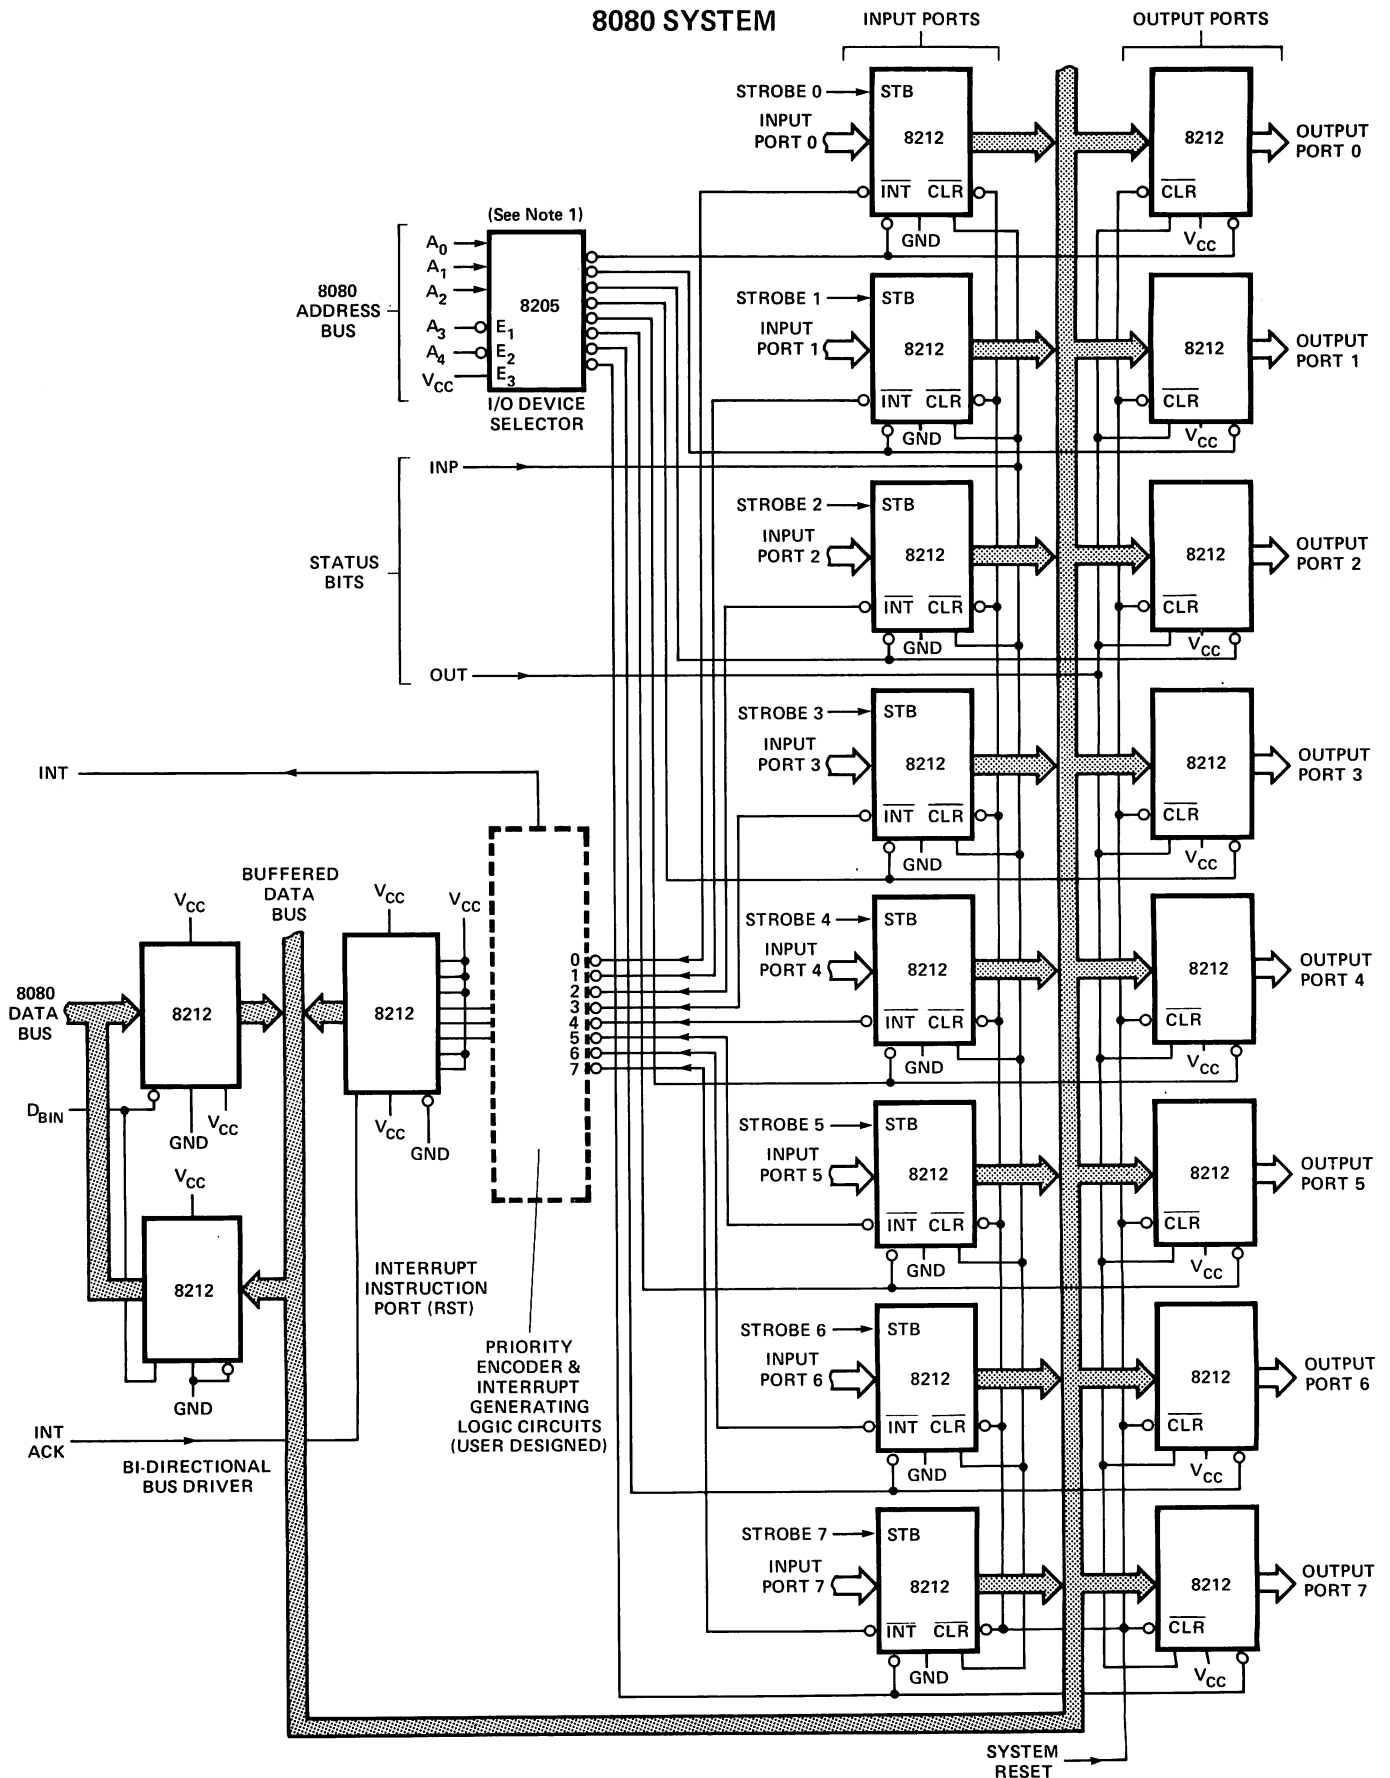 8080 SYSTEM
INPUT PORTS
OUTPUT PORTS
STROBE 0
STB
INPUT
PORT 0
8212
INT CLR
GND
8212
CLR
VCC
OUTPUT
PORT 0
(See Note 1)
8080
ADDRESS
BUS
A0
A1
A2
A3
A4
VCC
8205
E1
E2
E3
I/O DEVICE
SELECTOR
STROBE 1
STB
INPUT
PORT 1
8212
INT CLR
GND
8212
CLR
VCC
OUTPUT
PORT 1
STATUS
BITS
INP
OUT
STROBE 2
STB
INPUT
PORT 2
8212
INT CLR
GND
8212
CLR
VCC
OUTPUT
PORT 2
STROBE 3
STB
INPUT
PORT 3
8212
INT CLR
GND
8212
CLR
VCC
OUTPUT
PORT 3
INT
STROBE 4
STB
INPUT
PORT 4
8212
INT CLR
GND
8212
CLR
VCC
OUTPUT
PORT 4
BUFFERED
DATA
BUS
VCC
VCC
VCC
8080
DATA
BUS
8212
8212
0
1
2
3
4
5
6
7
DBIN
GND
VCC
VCC
GND
STROBE 5
STB
INPUT
PORT 5
8212
INT CLR
GND
8212
CLR
VCC
OUTPUT
PORT 5
VCC
8212
GND
INTERRUPT
INSTRUCTION
PORT (RST)
PRIORITY
ENCODER &
INTERRUPT
GENERATING
LOGIC CIRCUITS
(USER DESIGNED)
STROBE 6
STB
INPUT
PORT 6
8212
INT CLR
GND
8212
CLR
VCC
OUTPUT
PORT 6
INT
ACK
BI-DIRECTIONAL
BUS DRIVER
STROBE 7
STB
INPUT
PORT 7
8212
INT CLR
GND
8212
CLR
VCC
OUTPUT
PORT 7
SYSTEM
RESET